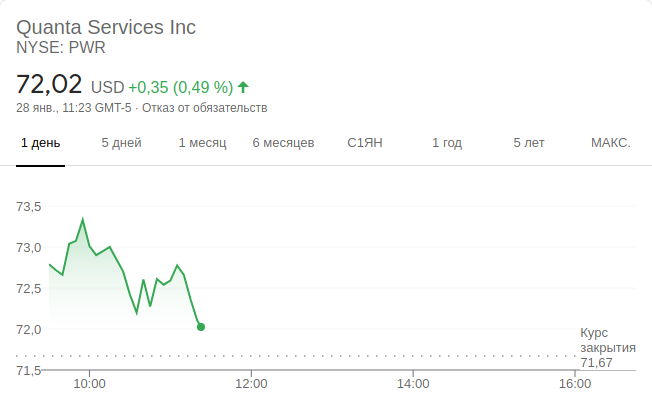 Quanta Services Inc
NYSE: PWR
72,02 USD +0,35 (0,49 %)
28 янв., 11:23 GMT-5 · Отказ от обязательств
1 день 5 дней 1 месяц 6 месяцев С1ЯН 1 год 5 лет МАКС.
73,5
73,0
72,5
72,0
Курс
закрытия
71,67
71,5
10:00 12:00 14:00 16:00